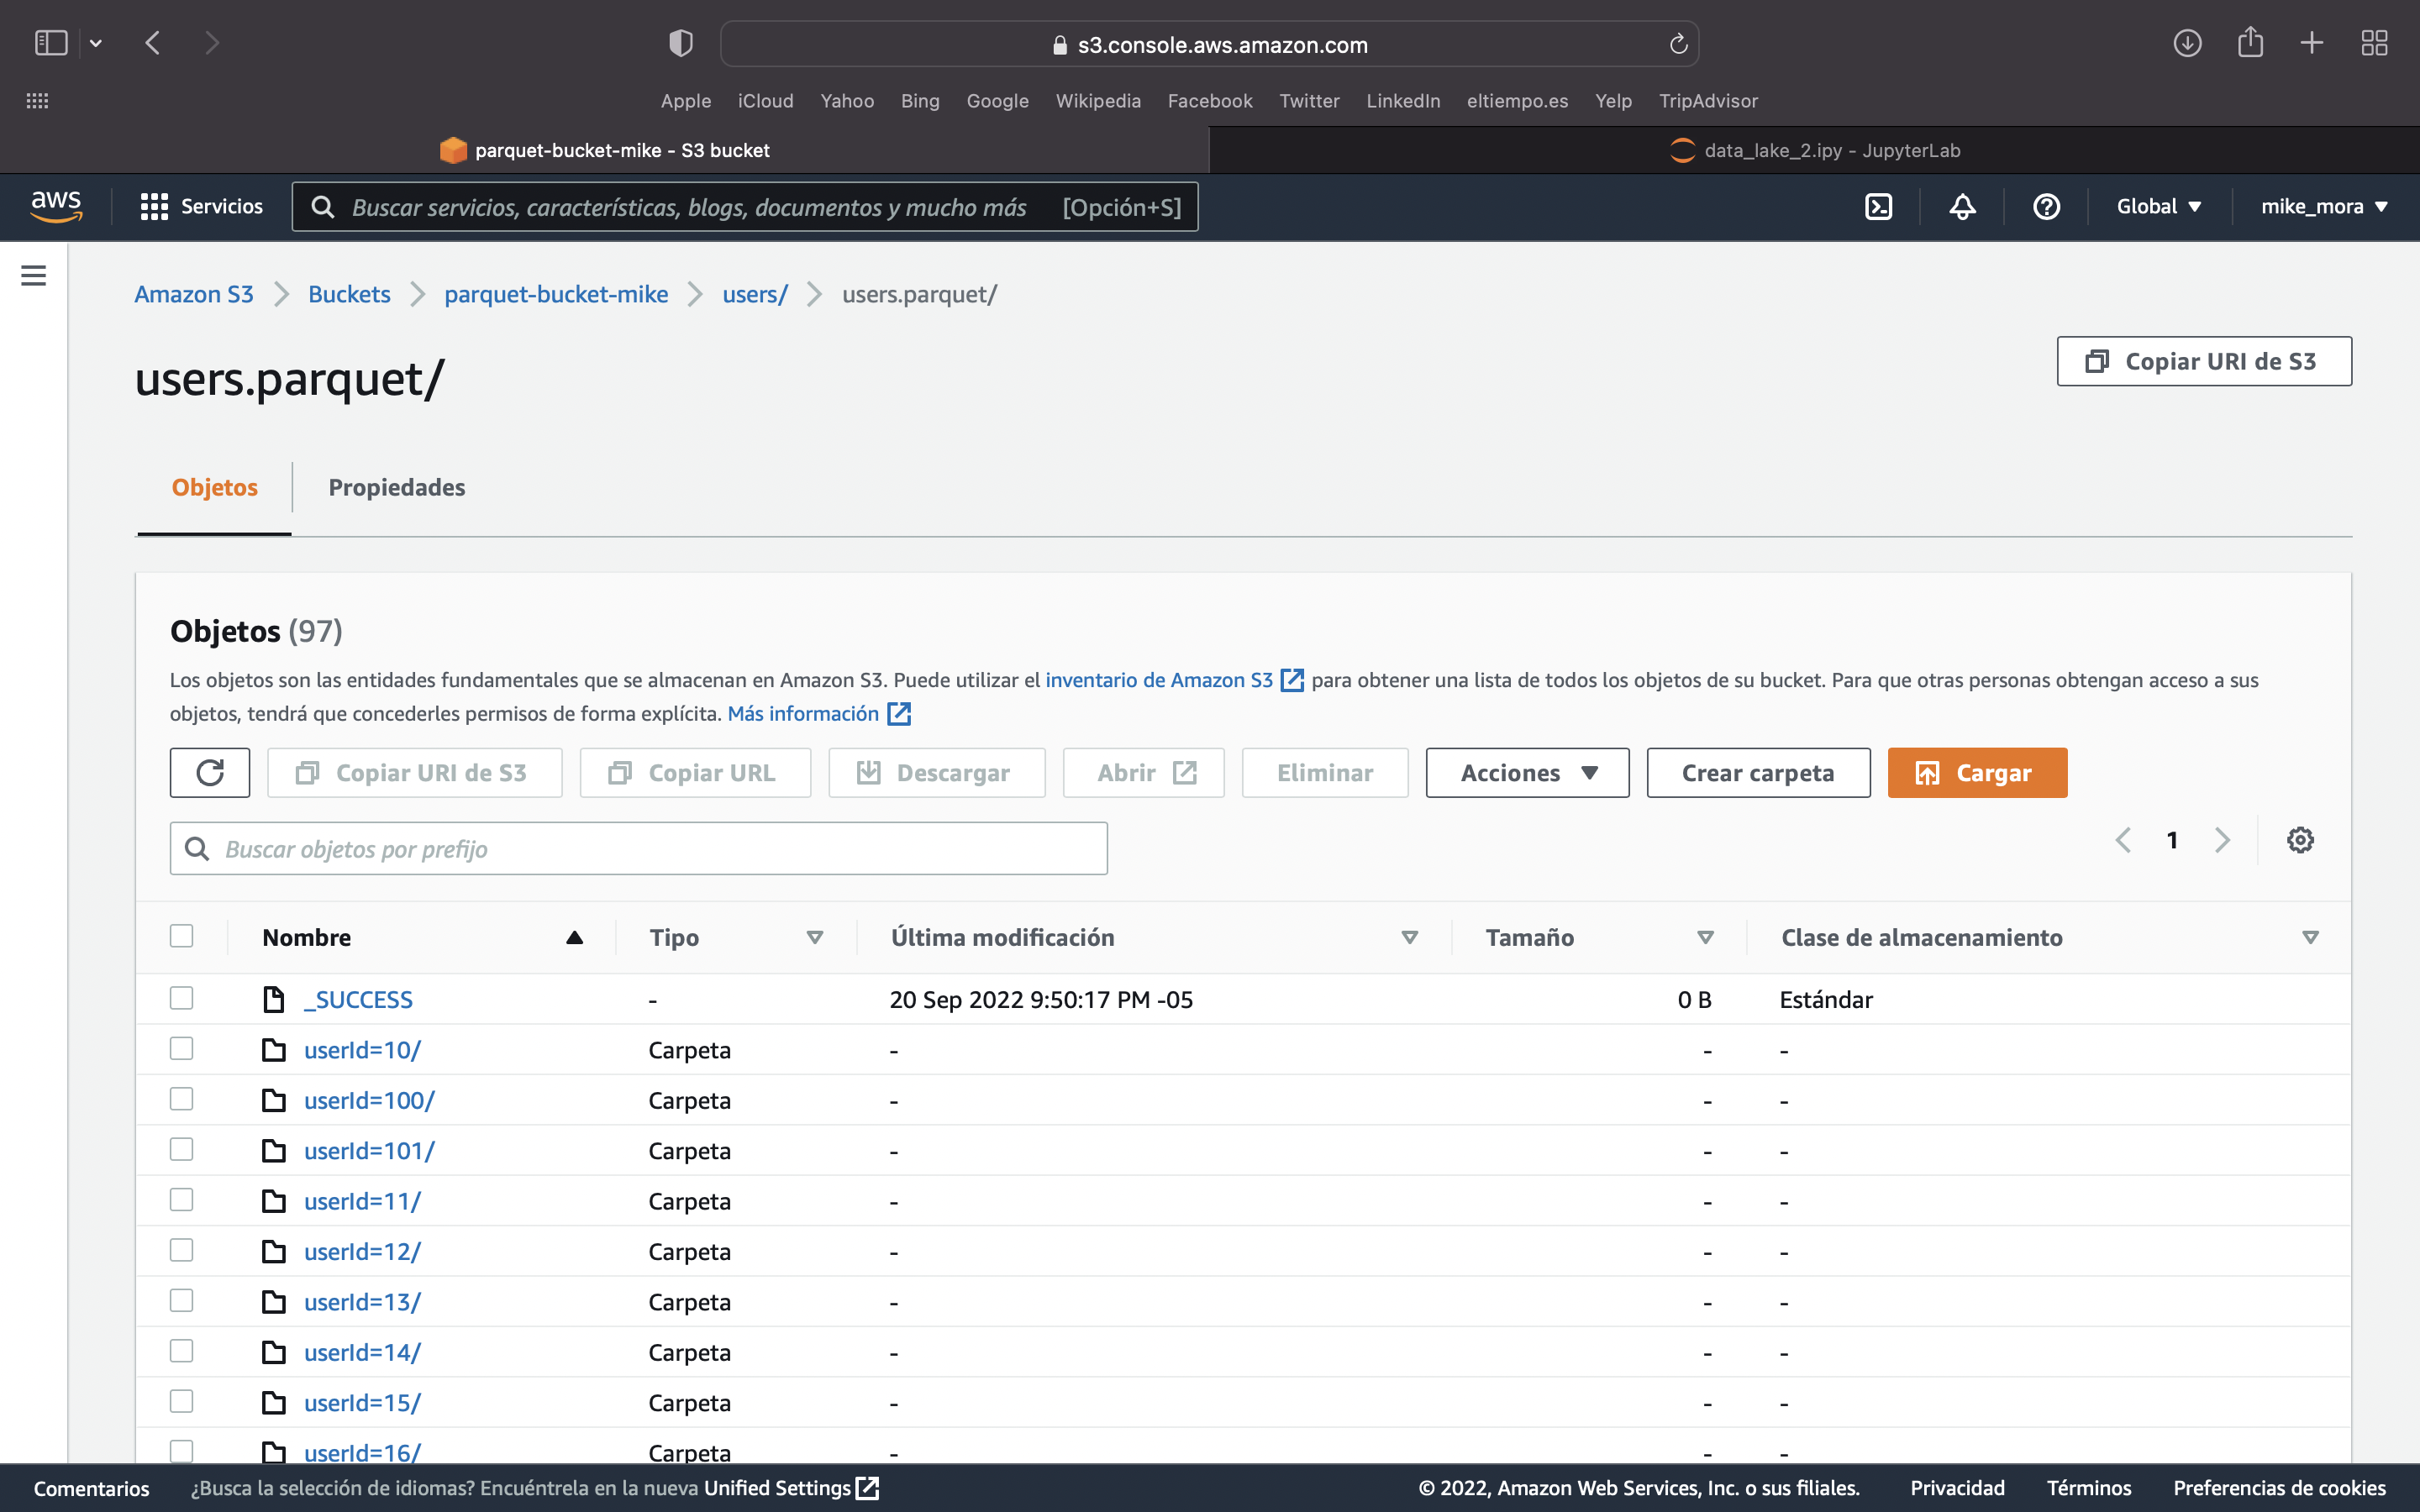 s3.console.aws.amazon.com
Apple iCloud Yahoo Bing Google Wikipedia Facebook Twitter LinkedIn eltiempo.es Yelp TripAdvisor
parquet-bucket-mike - S3 bucket data_lake_2.ipy - JupyterLab
aws Servicios Buscar servicios, características, blogs, documentos y mucho más [Opción+S] Global mike_mora
Amazon S3 Buckets parquet-bucket-mike users/ users.parquet/
users.parquet/ Copiar URI de S3
Objetos Propiedades
Objetos (97)
Los objetos son las entidades fundamentales que se almacenan en Amazon S3. Puede utilizar el inventario de Amazon S3 para obtener una lista de todos los objetos de su bucket. Para que otras personas obtengan acceso a sus
objetos, tendrá que concederles permisos de forma explícita. Más información
Copiar URI de S3 Copiar URL Descargar Abrir Eliminar Acciones Crear carpeta Cargar
Buscar objetos por prefijo 1
Nombre Tipo Última modificación Tamaño Clase de almacenamiento
_SUCCESS - 20 Sep 2022 9:50:17 PM -05 0 B Estándar
userId=10/ Carpeta - - -
userId=100/ Carpeta - - -
userId=101/ Carpeta - - -
userId=11/ Carpeta - - -
userId=12/ Carpeta - - -
userId=13/ Carpeta - - -
userId=14/ Carpeta - - -
userId=15/ Carpeta - - -
userId=16/ Carpeta - - -
Comentarios ¿Busca la selección de idiomas? Encuéntrela en la nueva Unified Settings © 2022, Amazon Web Services, Inc. o sus filiales. Privacidad Términos Preferencias de cookies